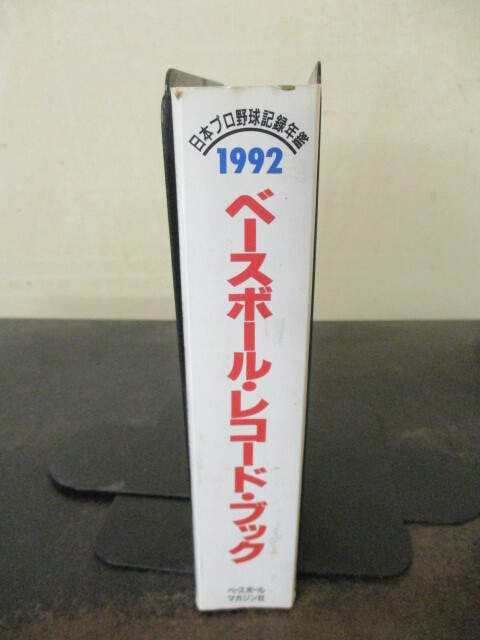 日本プロ野球記録年鑑
1992
ベースボール・レコード・ブック
ベースボール
マガジン社